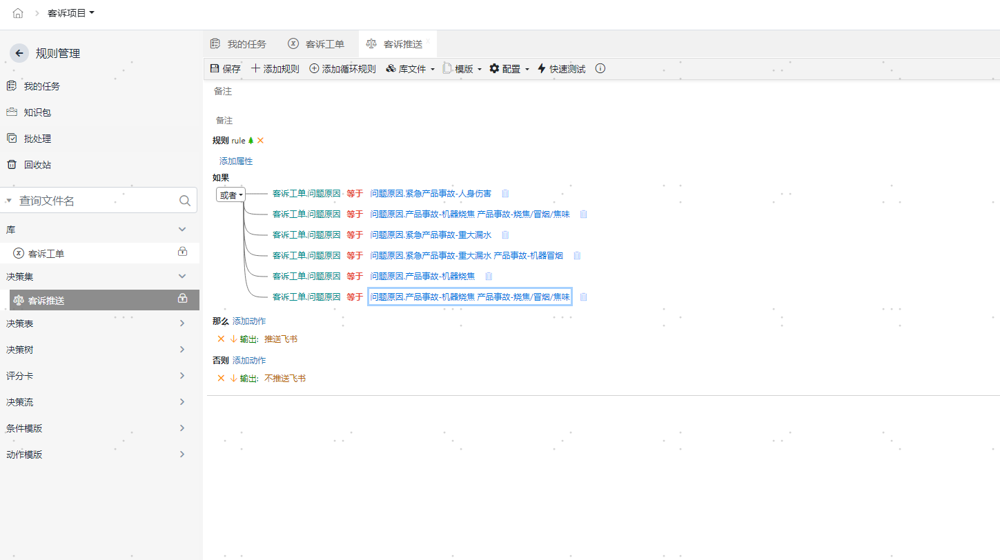 客诉项目
规则管理
我的任务
知识包
批处理
回收站
查询文件名
库
客诉工单
决策集
客诉推送
决策表
决策树
评分卡
决策流
条件模版
动作模版
我的任务 客诉工单 客诉推送 x
保存 添加规则 添加循环规则 库文件 模版 配置 快速测试
备注
备注
规则 rule
添加属性
如果
或者 客诉工单.问题原因 等于 问题原因.紧急产品事故-人身伤害
客诉工单.问题原因 等于 问题原因.产品事故-机器烧焦 产品事故-烧焦/冒烟/焦味
客诉工单.问题原因 等于 问题原因.紧急产品事故-重大漏水
客诉工单.问题原因 等于 问题原因.紧急产品事故-重大漏水 产品事故-机器冒烟
客诉工单.问题原因 等于 问题原因.产品事故-机器烧焦
客诉工单.问题原因 等于 问题原因.产品事故-机器烧焦 产品事故-烧焦/冒烟/焦味
那么 添加动作
输出: 推送飞书
否则 添加动作
输出: 不推送飞书